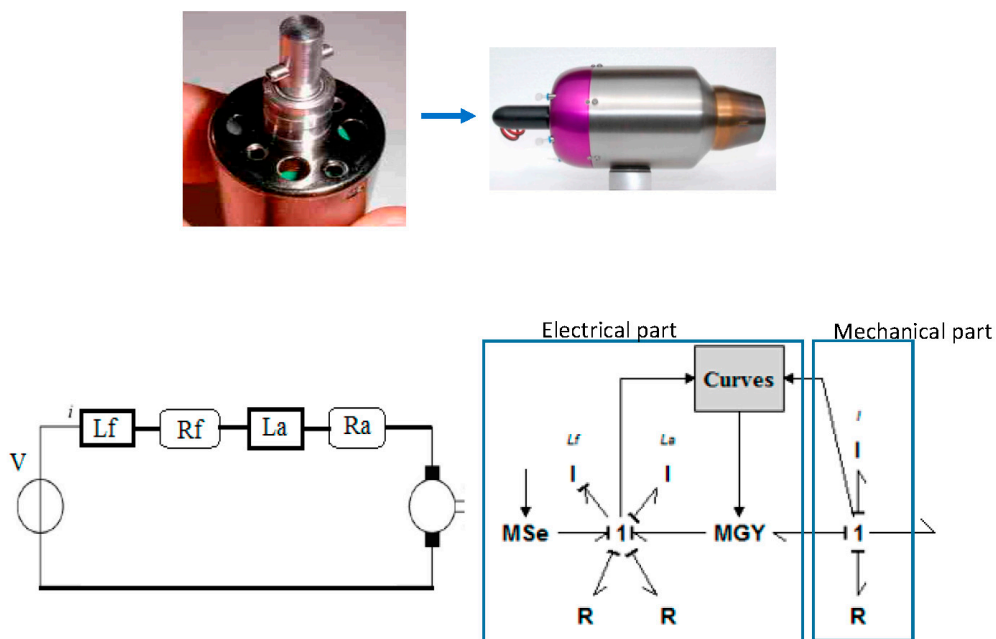 Electrical part
Mechanical part
Curves
i
Lf
Rf
La
Ra
V
Lf
La
I
I
I
I
MSe
1
MGY
1
R
R
R